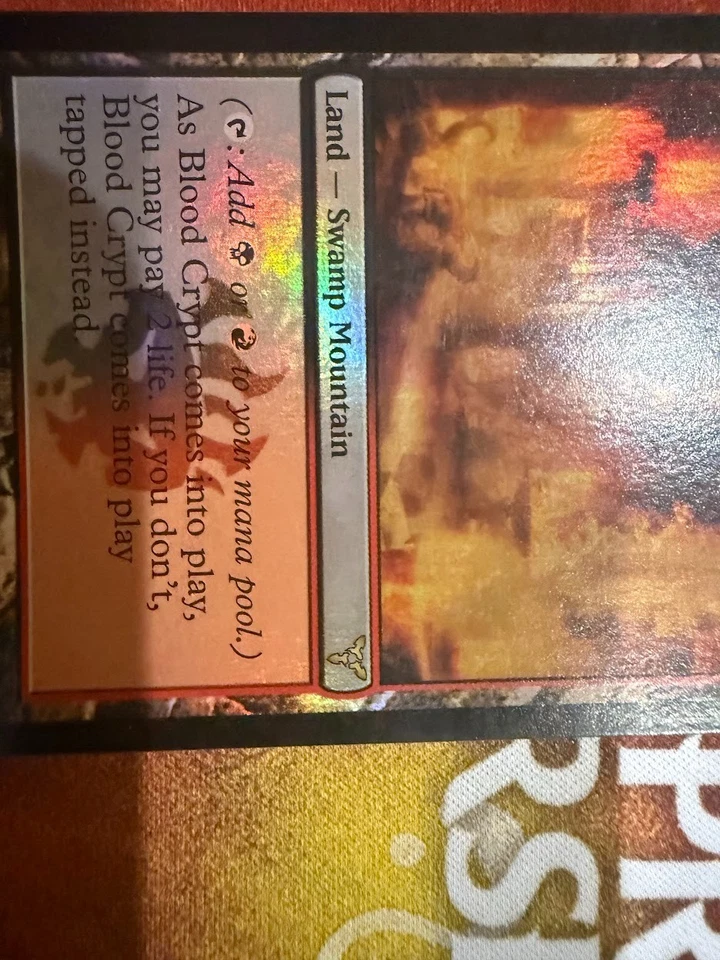 Land — Swamp Mountain
(: Add or to your mana pool.)
As Blood Crypt comes into play,
you may pay 2 life. If you don't,
Blood Crypt comes into play
tapped instead.